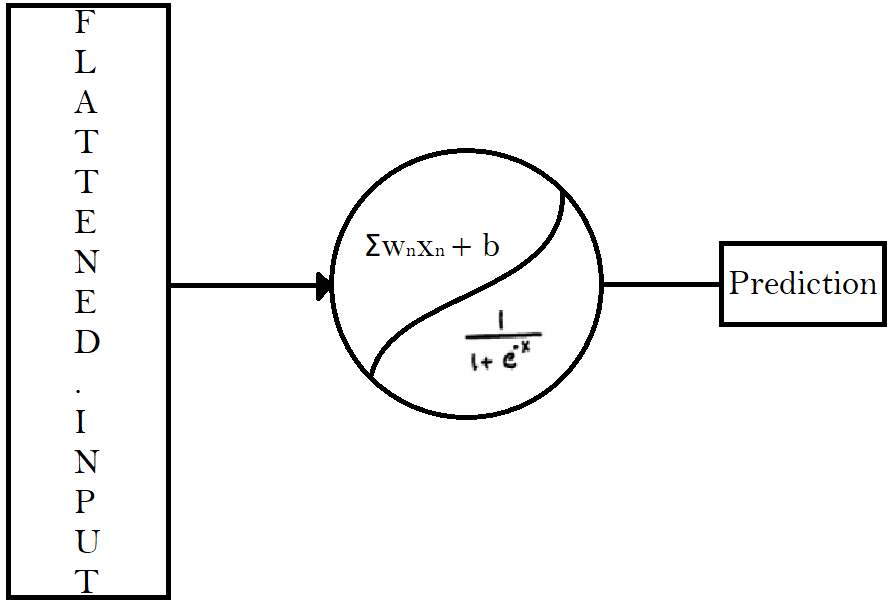 F
L
A
T
T
E
N
E
D
.
I
N
P
U
T
Σwₙxₙ + b
1
1+ e^-x
Prediction